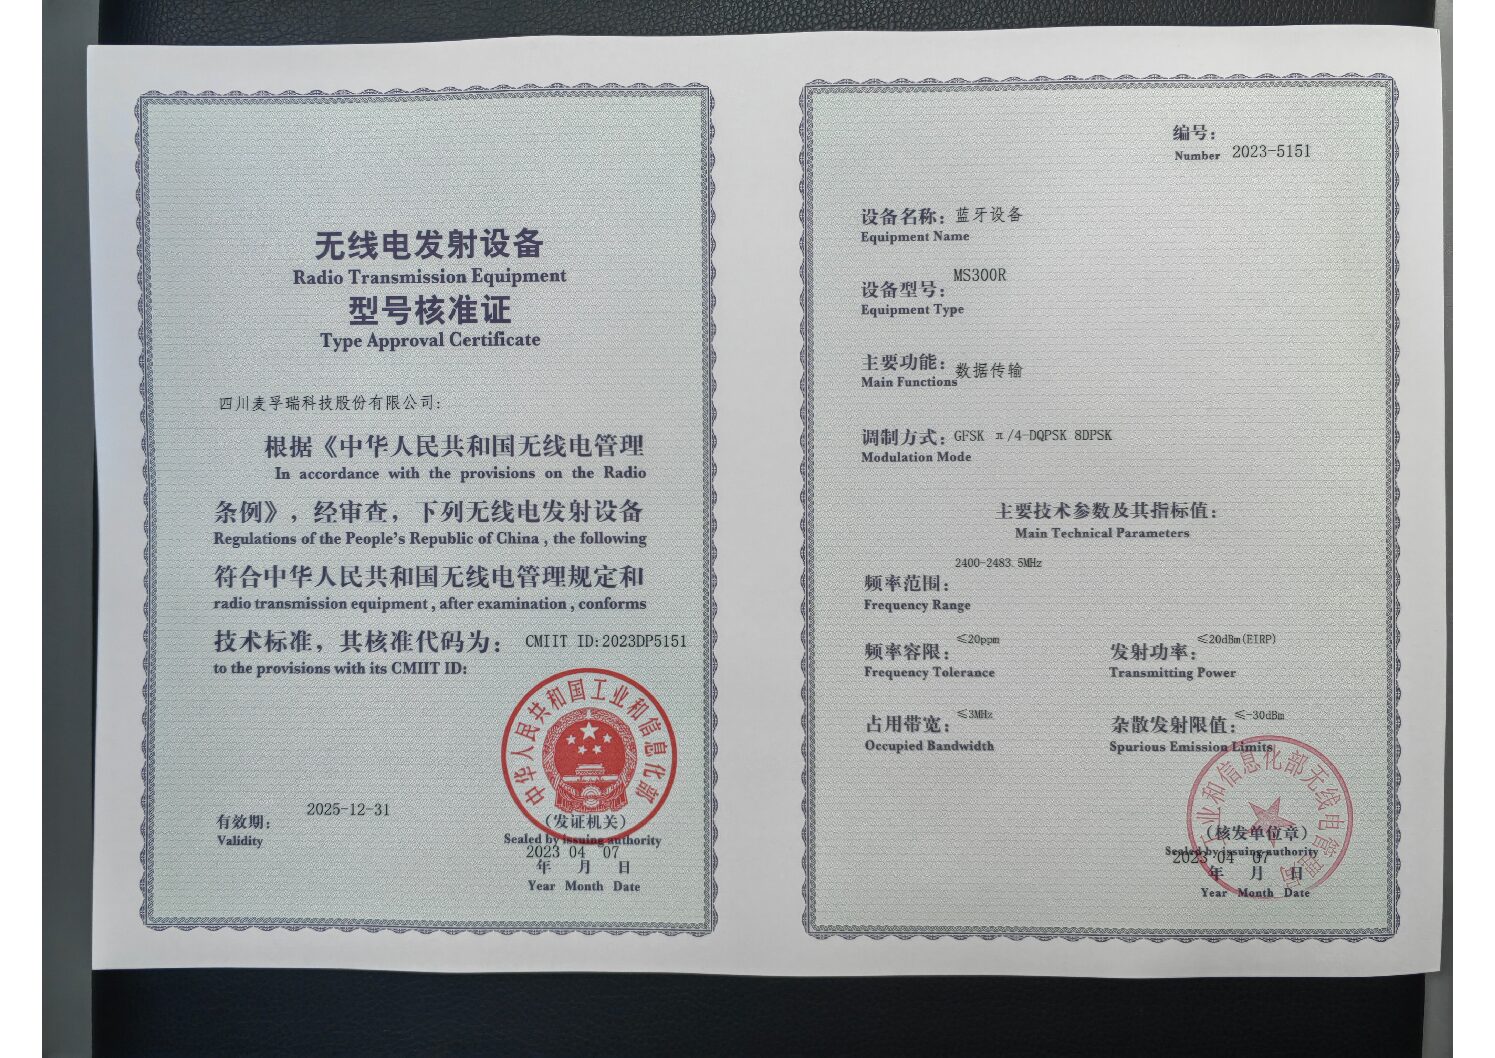 无线电发射设备
Radio Transmission Equipment
型号核准证
Type Approval Certificate
四川麦孚瑞科技股份有限公司:
根据《中华人民共和国无线电管理
In accordance with the provisions on the Radio
条例》，经审查，下列无线电发射设备
Regulations of the People's Republic of China , the following
符合中华人民共和国无线电管理规定和
radio transmission equipment , after examination , conforms
技术标准，其核准代码为： CMIIT ID:2023DP5151
to the provisions with its CMIIT ID:
中华人民共和国工业和信息化部
有效期： 2025-12-31
Validity
（发证机关）
Sealed by issuing authority
2023 04 07
年 月 日
Year Month Date
编号：
Number 2023-5151
设备名称：蓝牙设备
Equipment Name
设备型号：MS300R
Equipment Type
主要功能：数据传输
Main Functions
调制方式：GFSK π/4-DQPSK 8DPSK
Modulation Mode
主要技术参数及其指标值：
Main Technical Parameters
2400-2483.5MHz
频率范围：
Frequency Range
频率容限：≤20ppm
Frequency Tolerance
发射功率：≤20dBm(EIRP)
Transmitting Power
占用带宽：≤3MHz
Occupied Bandwidth
杂散发射限值：≤-30dBm
Spurious Emission Limits
工业和信息化部无线电管理局
（核发单位章）
Sealed by issuing authority
2023 04 07
年 月 日
Year Month Date